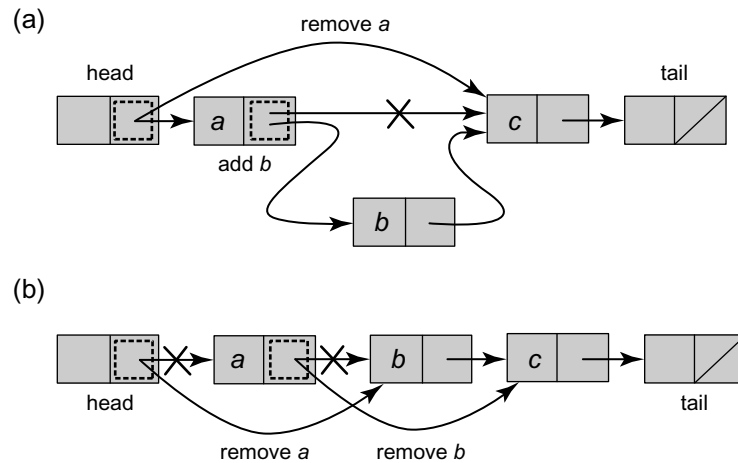 (a)
remove a
head
tail
a
c
add b
b
(b)
a
b
c
head
tail
remove a
remove b